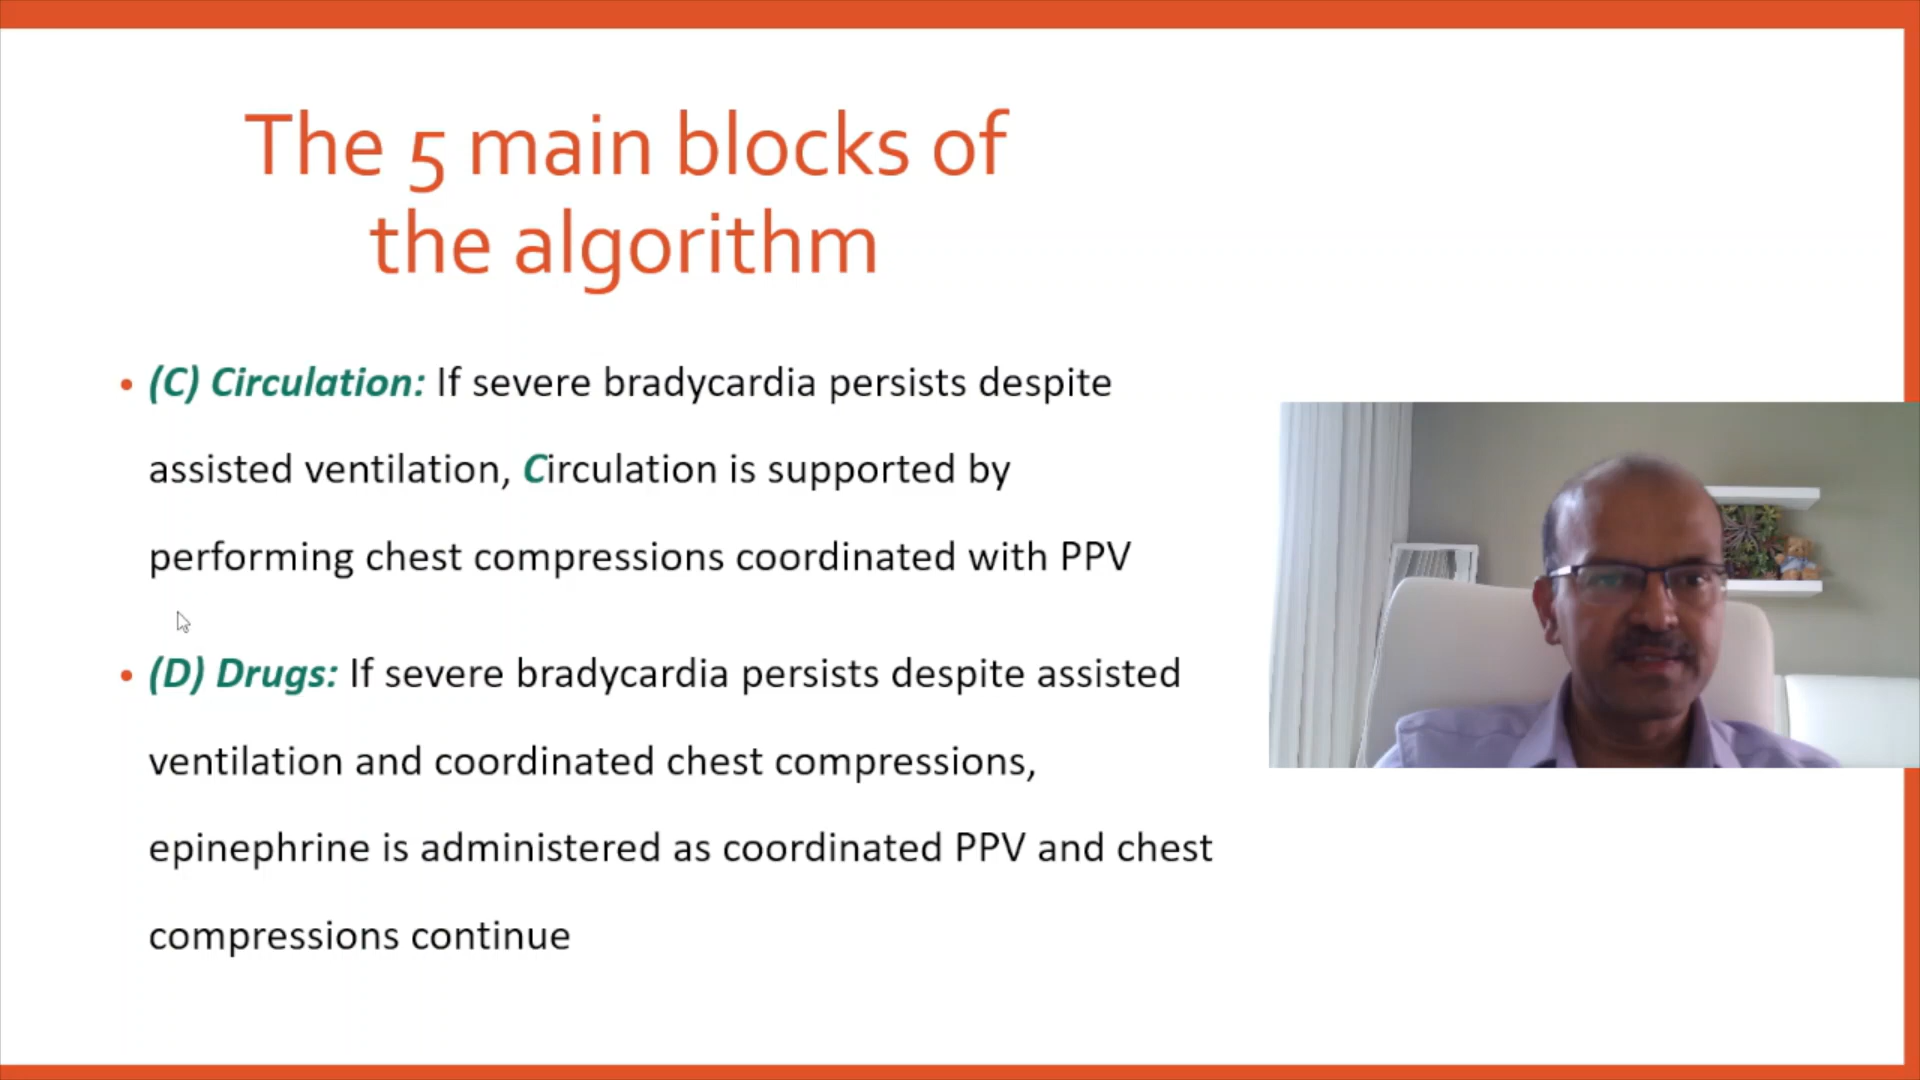 The 5 main blocks of
the algorithm
• (C) Circulation: If severe bradycardia persists despite
assisted ventilation, Circulation is supported by
performing chest compressions coordinated with PPV
• (D) Drugs: If severe bradycardia persists despite assisted
ventilation and coordinated chest compressions,
epinephrine is administered as coordinated PPV and chest
compressions continue